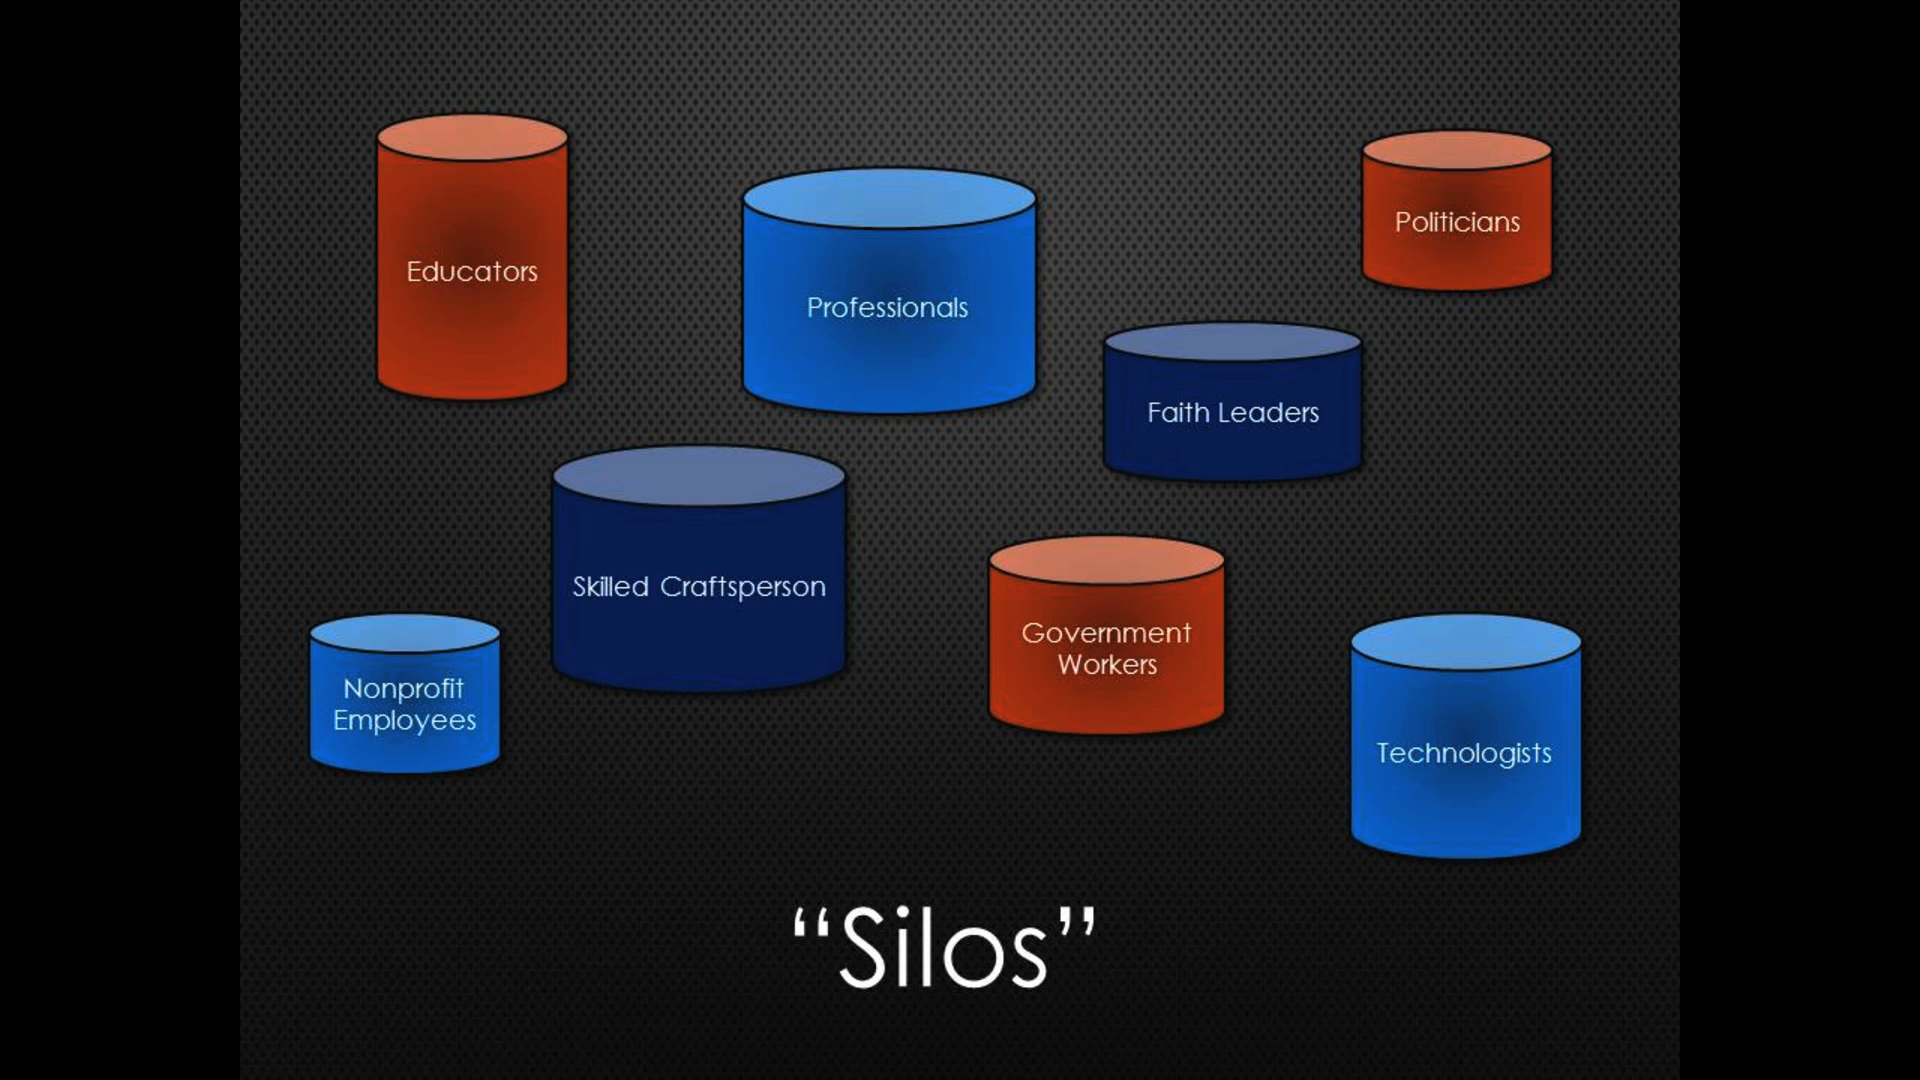 Educators
Professionals
Politicians
Faith Leaders
Skilled Craftsperson
Government
Workers
Nonprofit
Employees
Technologists
“Silos”